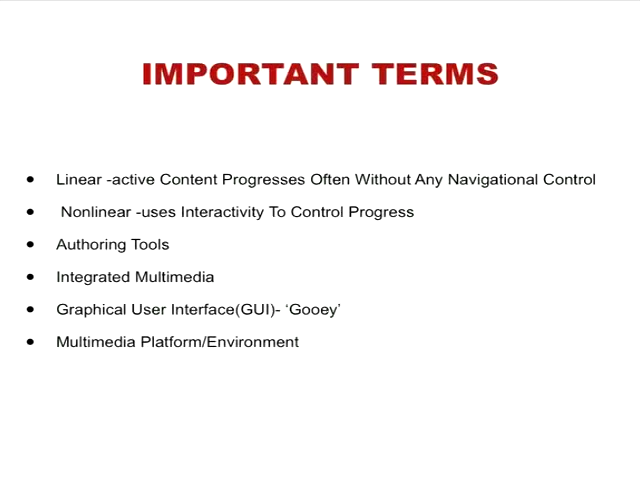 IMPORTANT TERMS
● Linear -active Content Progresses Often Without Any Navigational Control
● Nonlinear -uses Interactivity To Control Progress
● Authoring Tools
● Integrated Multimedia
● Graphical User Interface(GUI)- ‘Gooey’
● Multimedia Platform/Environment